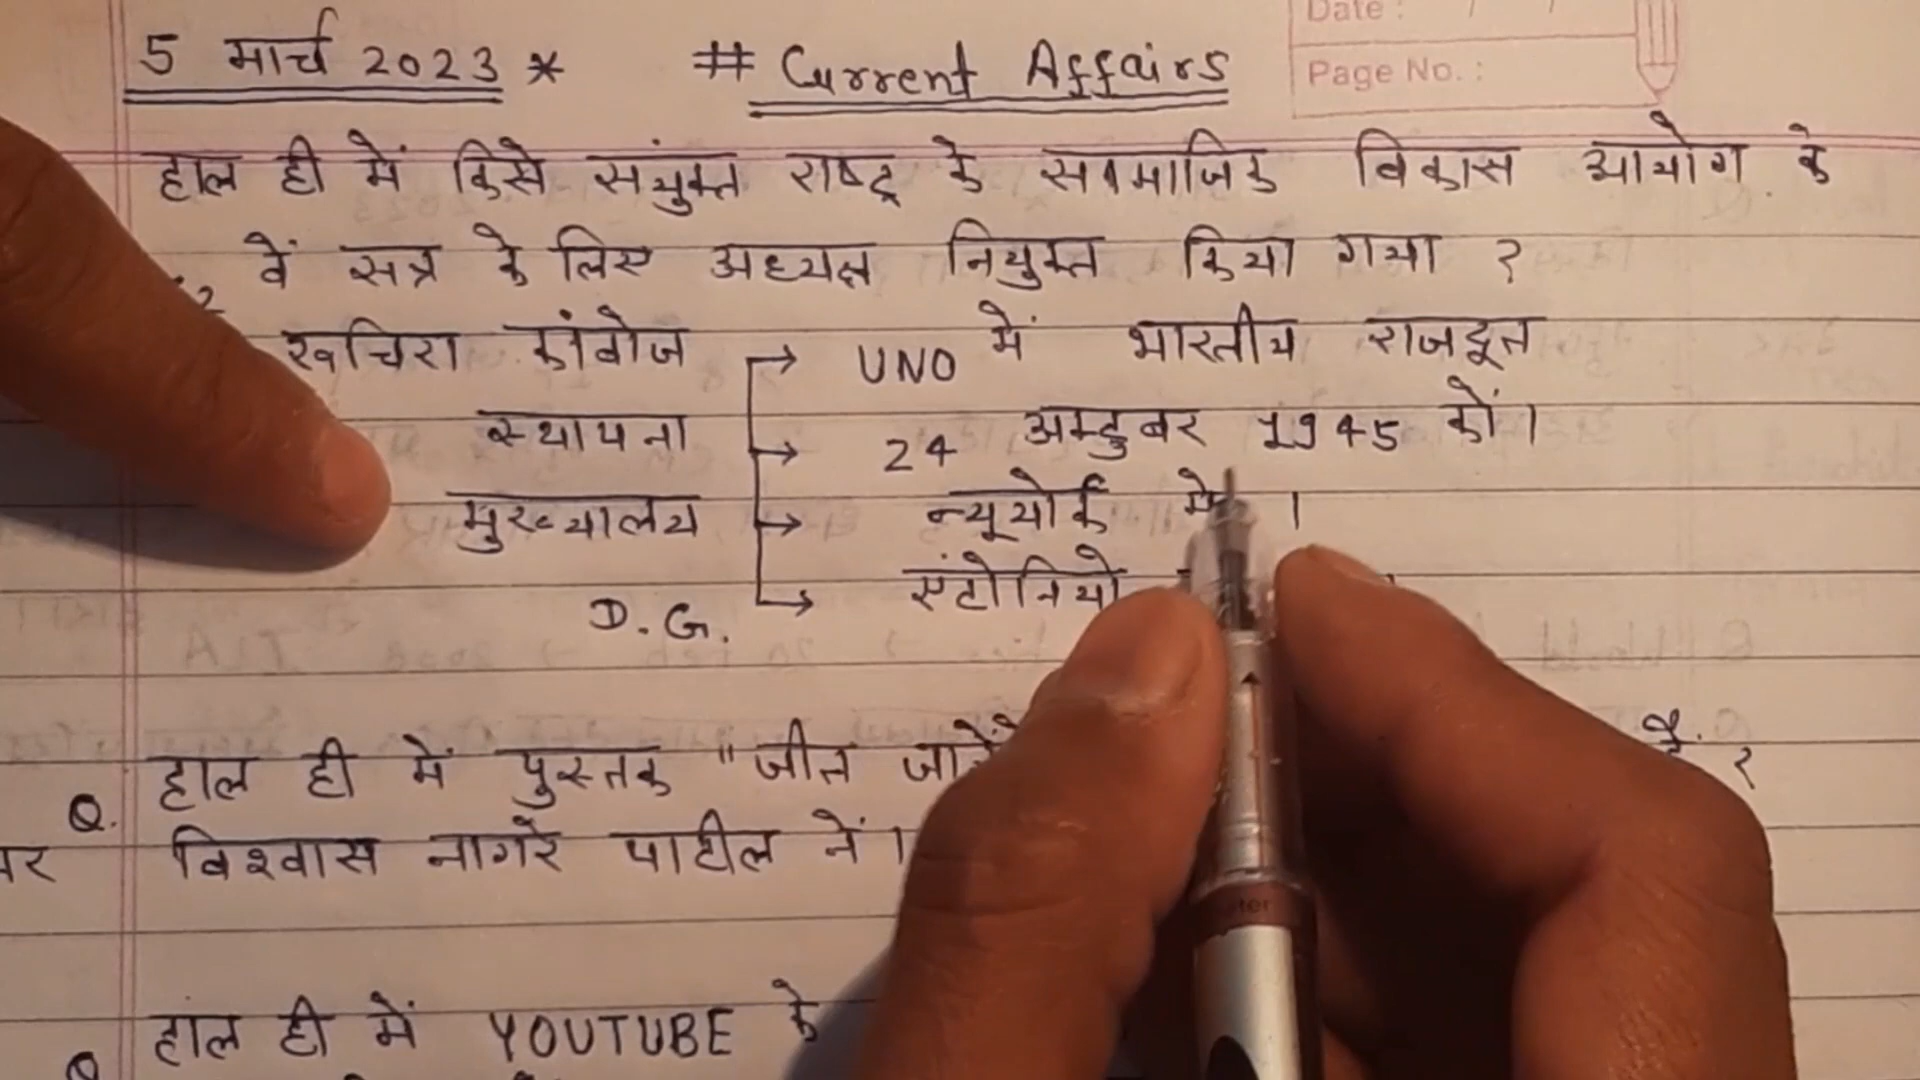 Date : / /
5 मार्च 2023 * # Current Affairs
Page No. :
हाल ही में किसे संयुक्त राष्ट्र के सामाजिक विकास आयोग के
वें सत्र के लिए अध्यक्ष नियुक्त किया गया ?
रूचिरा कांबोज → UNO में भारतीय राजदूत
स्थापना → 24 अक्टुबर 1945 कों।
मुख्यालय → न्यूयोर्क में ।
D.G. → एंटोनियो
Q. हाल ही में पुस्तक "जीत
विश्वास नागरे पाटील नें।
Q हाल ही में YOUTUBE के